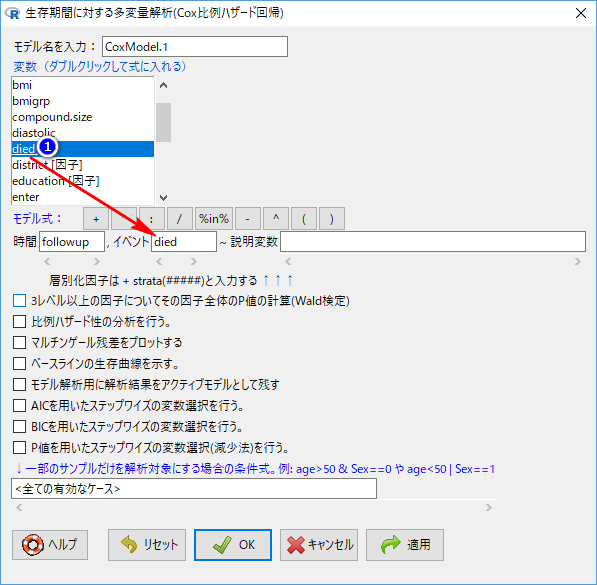 生存期間に対する多変量解析(Cox比例ハザード回帰)
モデル名を入力： CoxModel.1
変数（ダブルクリックして式に入れる）
bmi
bmigrp
compound.size
diastolic
died 1
district [因子]
education [因子]
enter
モデル式： + : / %in% - ^ ( )
時間 followup , イベント died ~ 説明変数
層別化因子は + strata(#####)と入力する ↑ ↑ ↑
3レベル以上の因子についてその因子全体のP値の計算(Wald検定)
比例ハザード性の分析を行う。
マルチンゲール残差をプロットする
ベースラインの生存曲線を示す。
モデル解析用に解析結果をアクティブモデルとして残す
AICを用いたステップワイズの変数選択を行う。
BICを用いたステップワイズの変数選択を行う。
P値を用いたステップワイズの変数選択(減少法)を行う。
↓一部のサンプルだけを解析対象にする場合の条件式。例: age>50 & Sex==0 や age<50 | Sex==1
<全ての有効なケース>
ヘルプ リセット OK キャンセル 適用